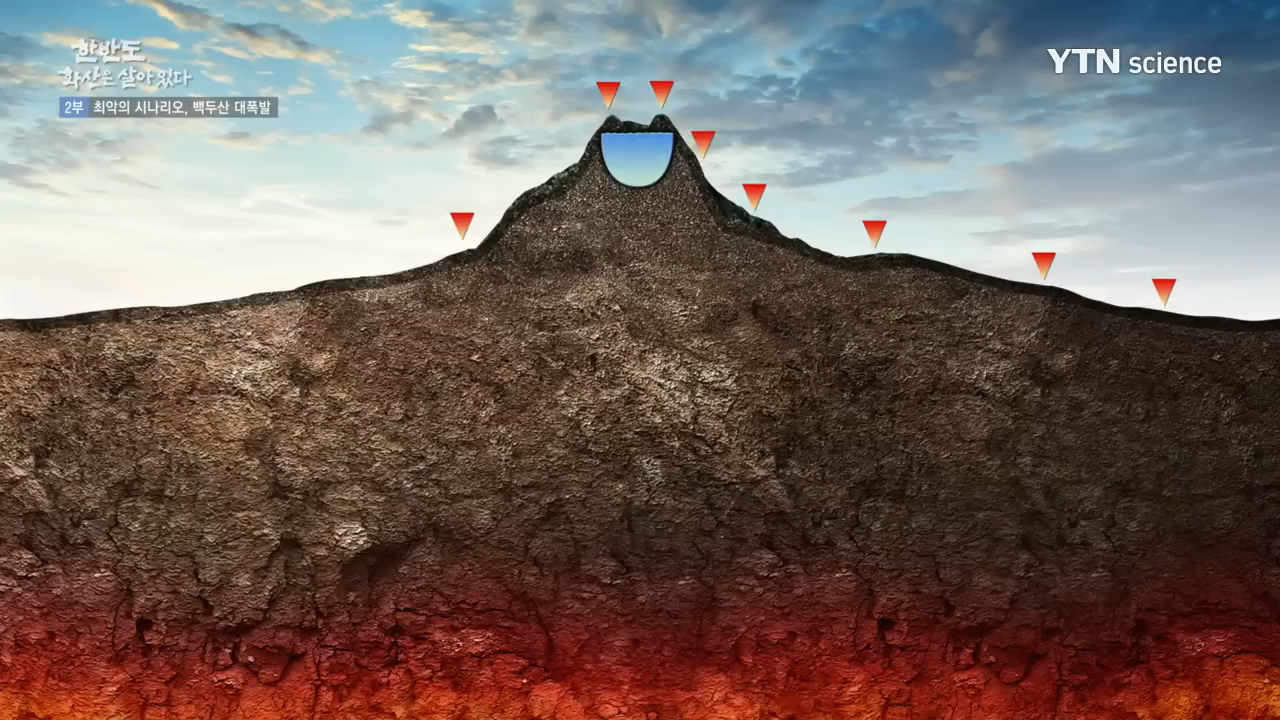 한반도
화산은 살아 있다
2부 최악의 시나리오, 백두산 대폭발
YTN science